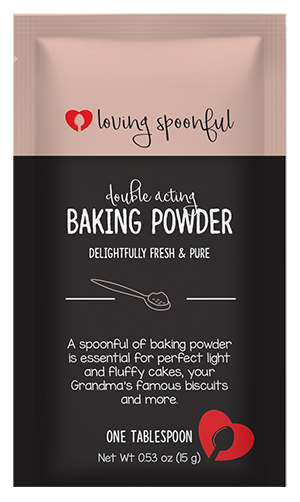 loving spoonful
double acting
BAKING POWDER
DELIGHTFULLY FRESH & PURE
A spoonful of baking powder
is essential for perfect light
and fluffy cakes, your
Grandma's famous biscuits
and more.
ONE TABLESPOON
Net Wt 0.53 oz (15 g)